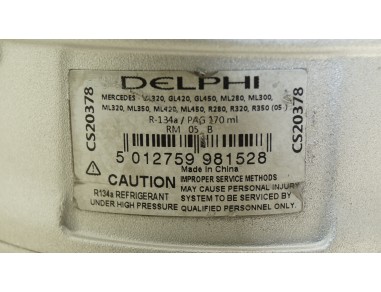 DELPHI
MERCEDES ML320, GL420, GL450, ML280, ML300,
ML320, ML350, ML420, ML450, R280, R320, R350 (05 )
R-134a / PAG 170 ml
RM 05 B
CS20378
CS20378
5 012759 981528
Made in China
CAUTION
R134a REFRIGERANT
UNDER HIGH PRESSURE
IMPROPER SERVICE METHODS
MAY CAUSE PERSONAL INJURY
SYSTEM TO BE SERVICED BY
QUALIFIED PERSONNEL ONLY.